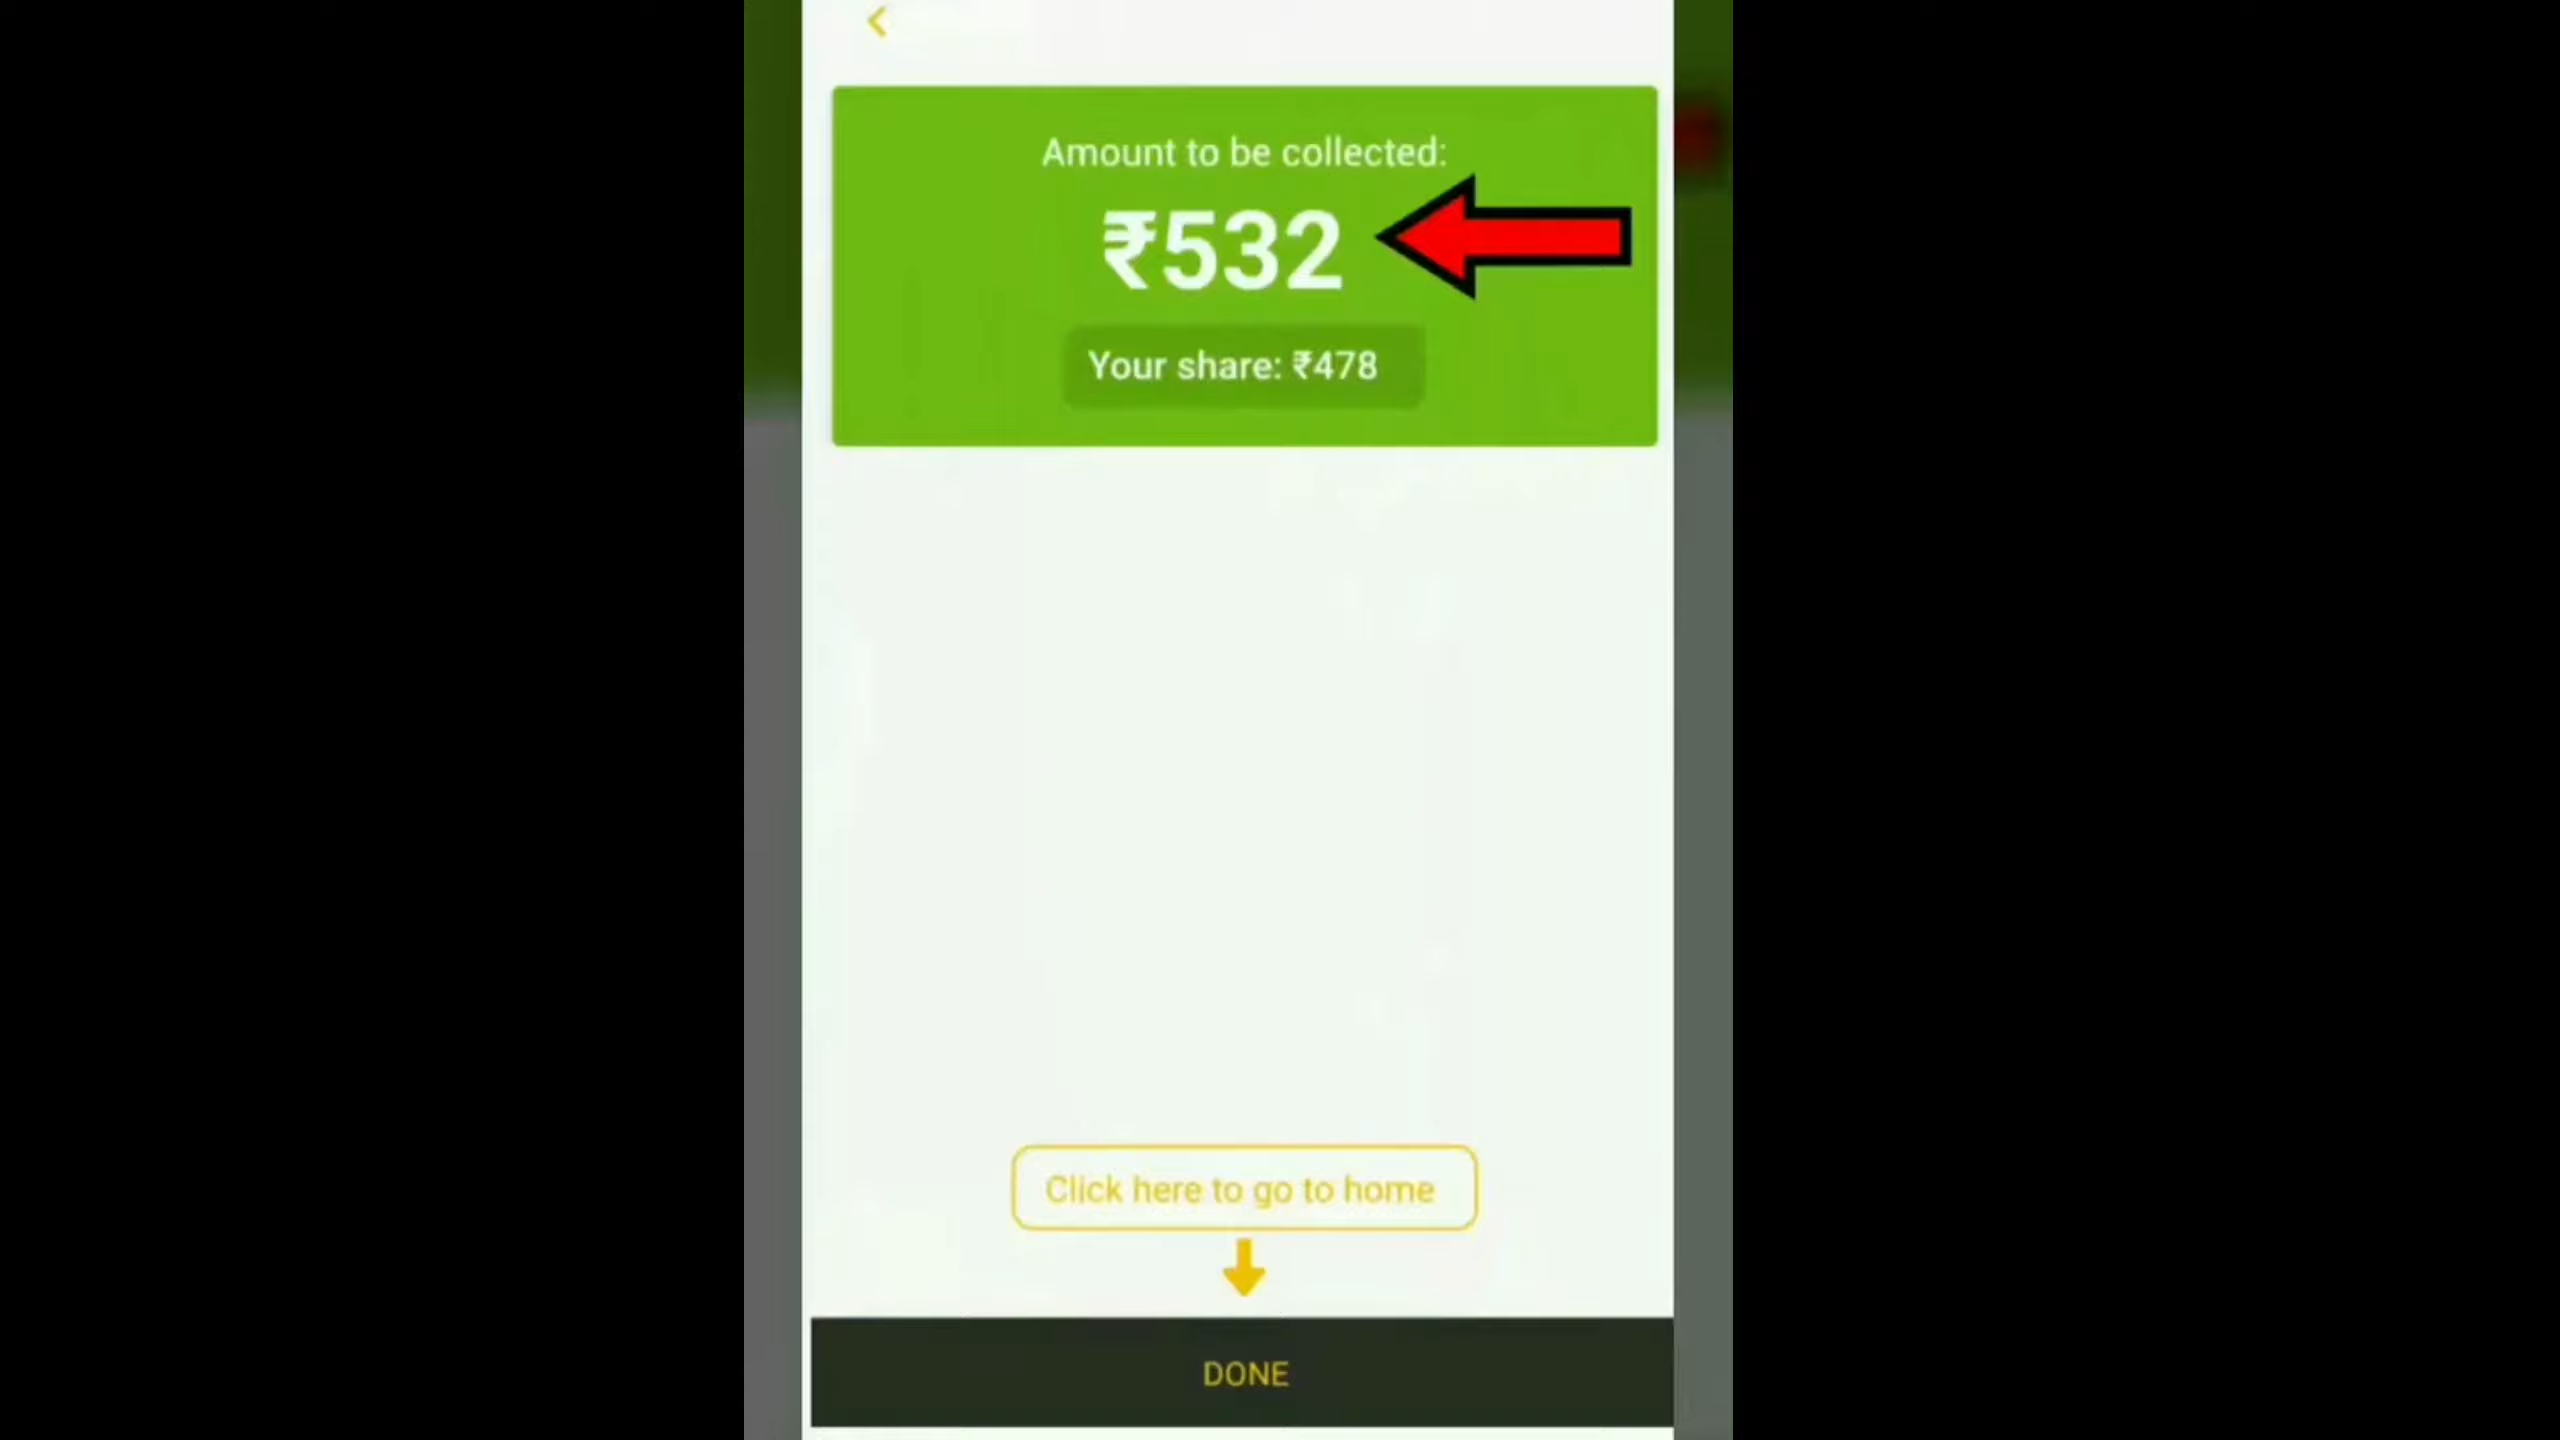 Amount to be collected:
₹532
Your share: ₹478
Click here to go to home
DONE